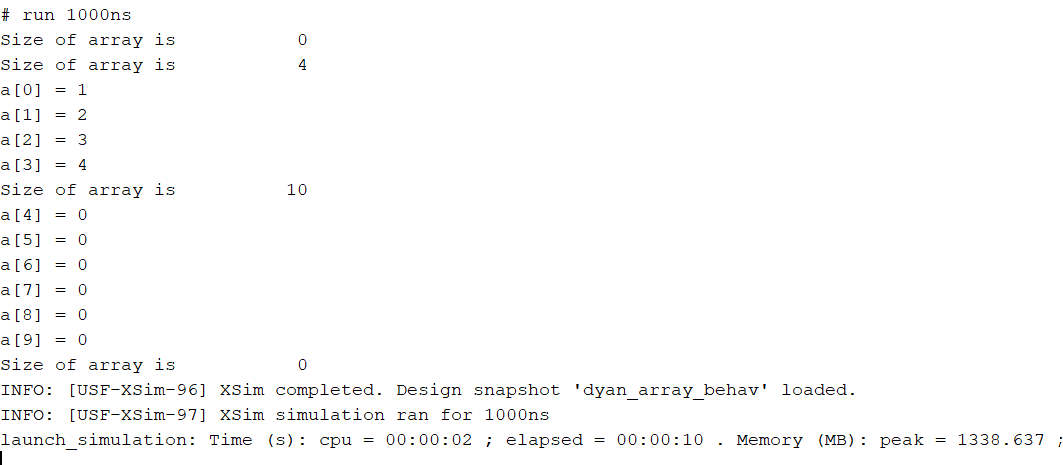 # run 1000ns
Size of array is           0
Size of array is           4
a[0] = 1
a[1] = 2
a[2] = 3
a[3] = 4
Size of array is          10
a[4] = 0
a[5] = 0
a[6] = 0
a[7] = 0
a[8] = 0
a[9] = 0
Size of array is           0
INFO: [USF-XSim-96] XSim completed. Design snapshot 'dyan_array_behav' loaded.
INFO: [USF-XSim-97] XSim simulation ran for 1000ns
launch_simulation: Time (s): cpu = 00:00:02 ; elapsed = 00:00:10 . Memory (MB): peak = 1338.637 ;